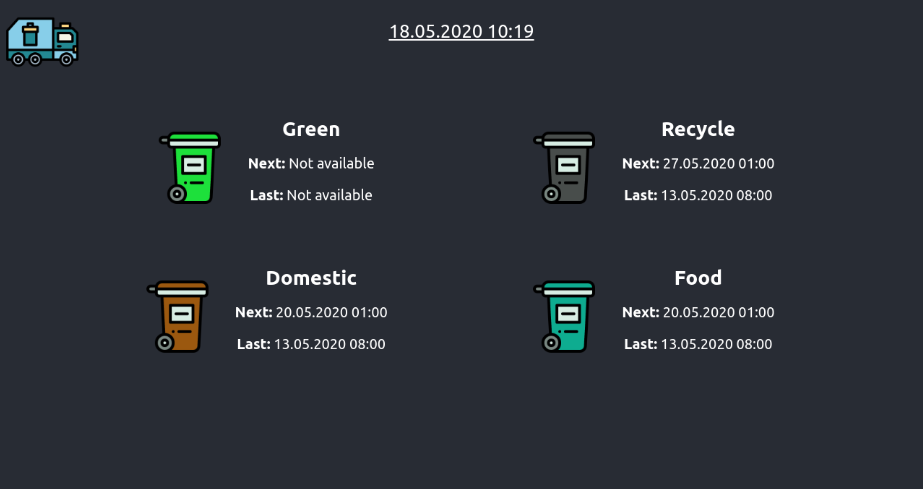 18.05.2020 10:19
Green
Next: Not available
Last: Not available
Recycle
Next: 27.05.2020 01:00
Last: 13.05.2020 08:00
Domestic
Next: 20.05.2020 01:00
Last: 13.05.2020 08:00
Food
Next: 20.05.2020 01:00
Last: 13.05.2020 08:00